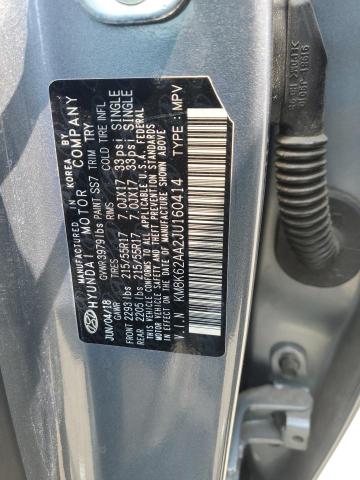 MANUFACTURED IN KOREA BY
HYUNDAI MOTOR COMPANY
JUN/04/18 GVWR 3979 lbs PAINT SS7 TRIM TRY
GAWR TIRES RIMS COLD TIRE INFL
FRONT 2293 lbs 215/55R17 7.0JX17 33psi SINGLE
REAR 2205 lbs 215/55R17 7.0JX17 33psi SINGLE
THIS VEHICLE CONFORMS TO ALL APPLICABLE U.S.A. FEDERAL
MOTOR VEHICLE SAFETY, BUMPER, AND THEFT PREVENTION
STANDARDS IN EFFECT ON THE DATE OF MANUFACTURE SHOWN ABOVE.
V.I.N KM8K62AA2JU160414 TYPE: MPV